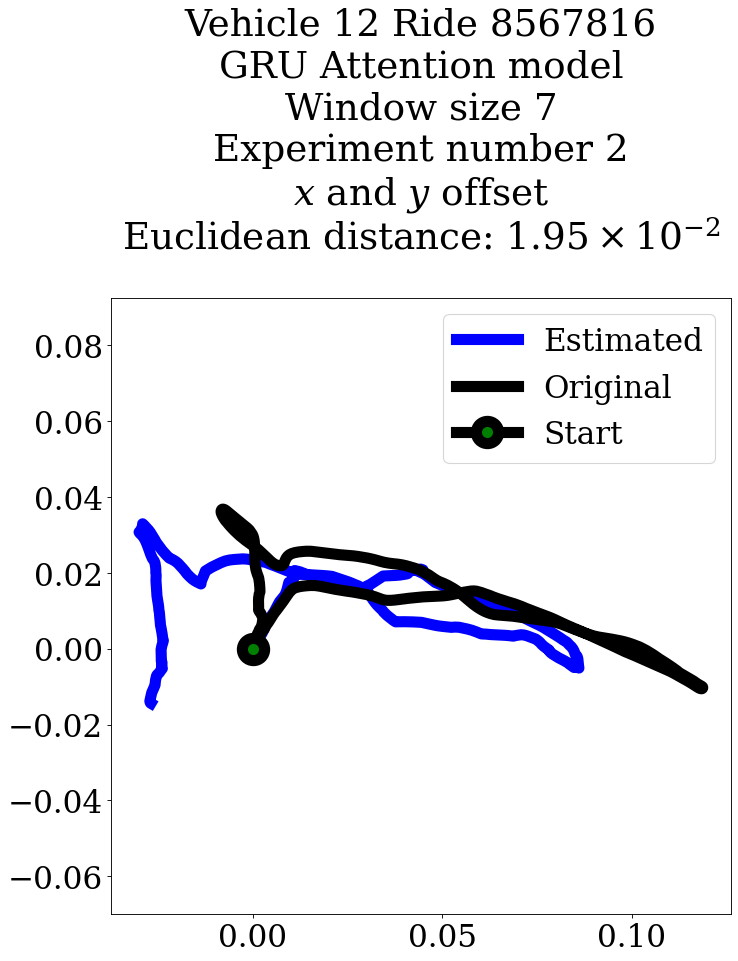 Vehicle 12 Ride 8567816
GRU Attention model
Window size 7
Experiment number 2
x and y offset
Euclidean distance: 1.95 × 10⁻²
Estimated
Original
Start
0.08
0.06
0.04
0.02
0.00
−0.02
−0.04
−0.06
0.00 0.05 0.10